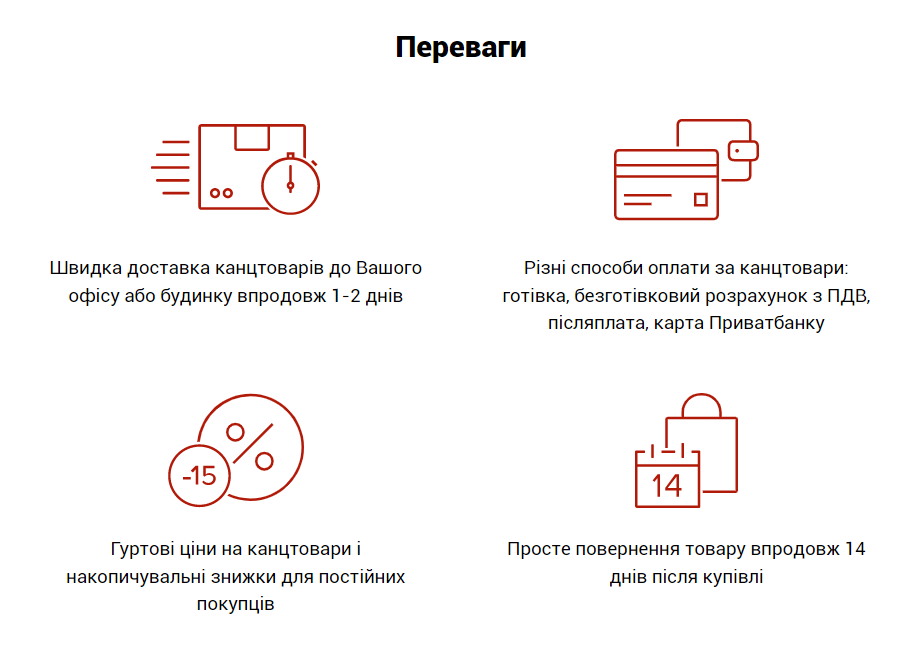 Переваги
Швидка доставка канцтоварів до Вашого
офісу або будинку впродовж 1-2 днів
Різні способи оплати за канцтовари:
готівка, безготівковий розрахунок з ПДВ,
післяплата, карта Приватбанку
-15
Гуртові ціни на канцтовари і
накопичувальні знижки для постійних
покупців
14
Просте повернення товару впродовж 14
днів після купівлі